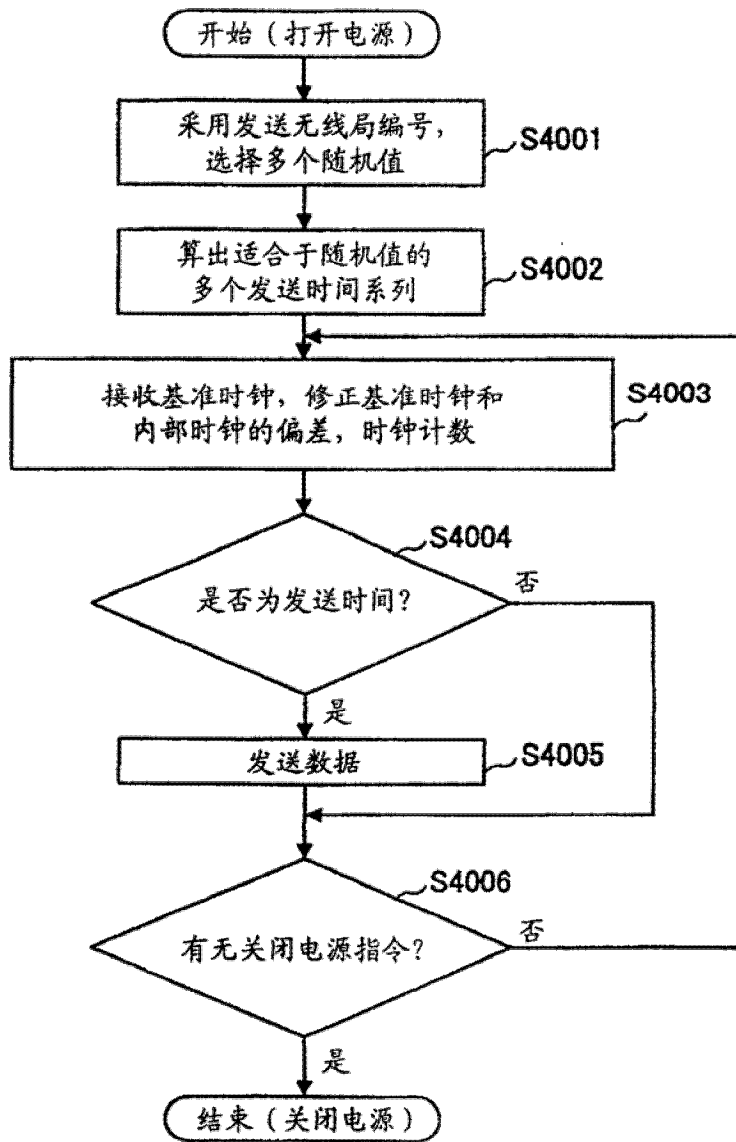 开始（打开电源）
采用发送无线局编号，
选择多个随机值
S4001
算出适合于随机值的
多个发送时间系列
S4002
接收基准时钟，修正基准时钟和
内部时钟的偏差，时钟计数
S4003
S4004
是否为发送时间？
否
是
发送数据
S4005
S4006
有无关闭电源指令？
否
是
结束（关闭电源）